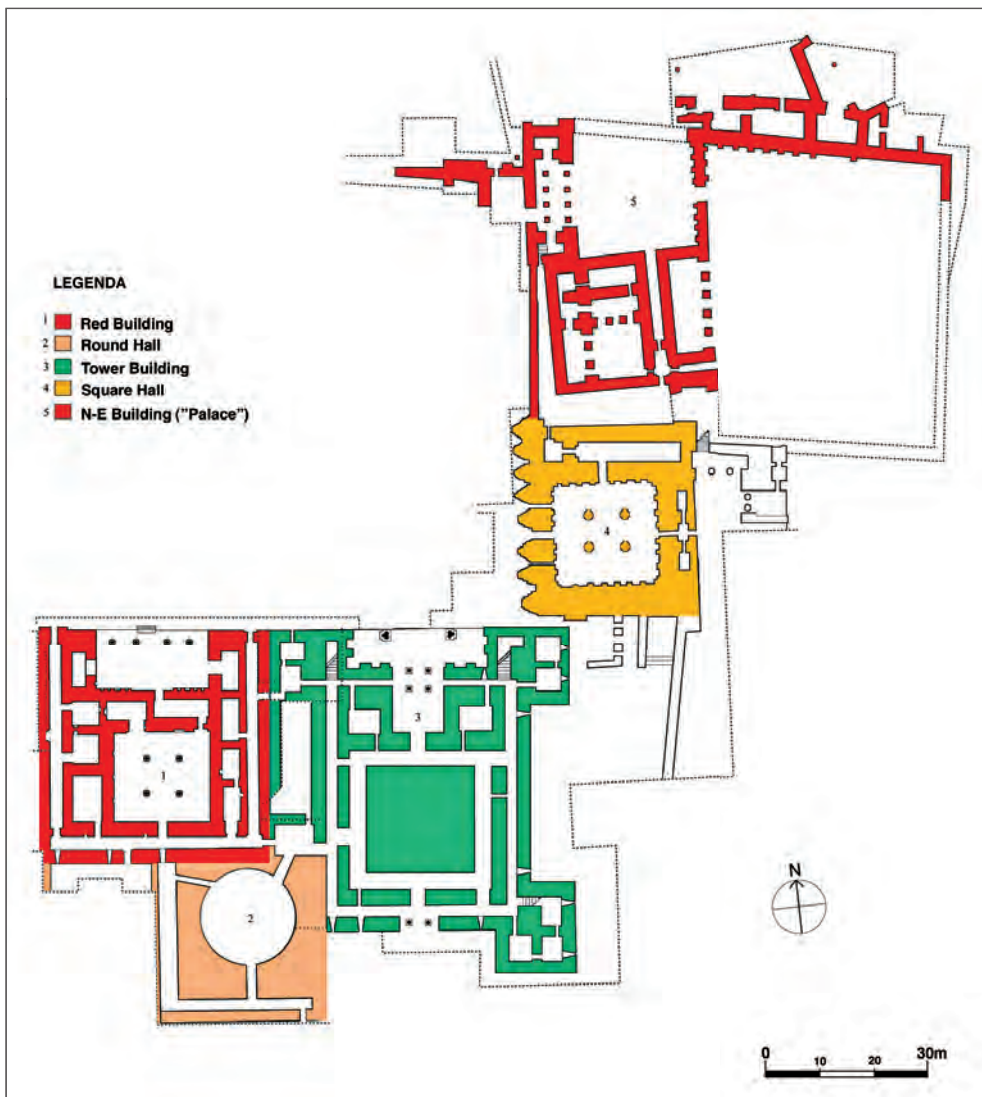 5
LEGENDA
1 Red Building
2 Round Hall
3 Tower Building
4 Square Hall
5 N-E Building ("Palace")
4
3
1
2
N
0 10 20 30m